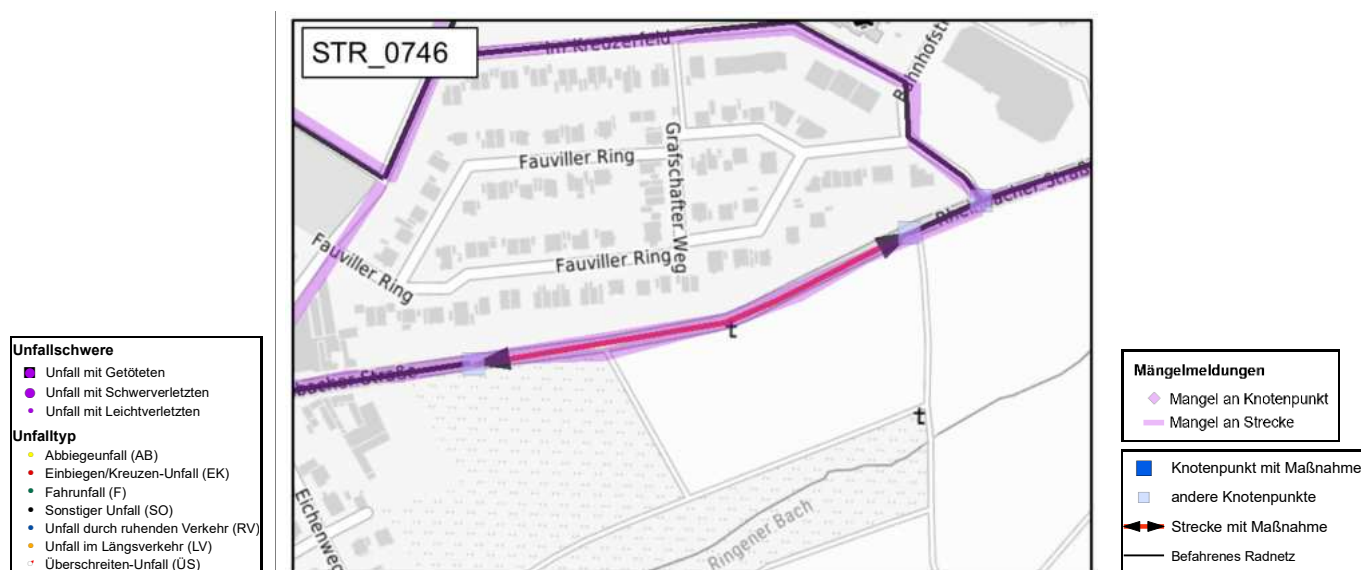 STR_0746
Im Kreuzerfeld
Grafschafter Weg
Fauviller Ring
Fauviller Ring
Fauviller Ring
Eichenweg
Ringener Bach
t
t
Unfallschwere
Unfall mit Getöteten
Unfall mit Schwerverletzten
Unfall mit Leichtverletzten
Unfalltyp
Abbiegeunfall (AB)
Einbiegen/Kreuzen-Unfall (EK)
Fahrunfall (F)
Sonstiger Unfall (SO)
Unfall durch ruhenden Verkehr (RV)
Unfall im Längsverkehr (LV)
Überschreiten-Unfall (ÜS)
Mängelmeldungen
Mangel an Knotenpunkt
Mangel an Strecke
Knotenpunkt mit Maßnahme
andere Knotenpunkte
Strecke mit Maßnahme
Befahrenes Radnetz